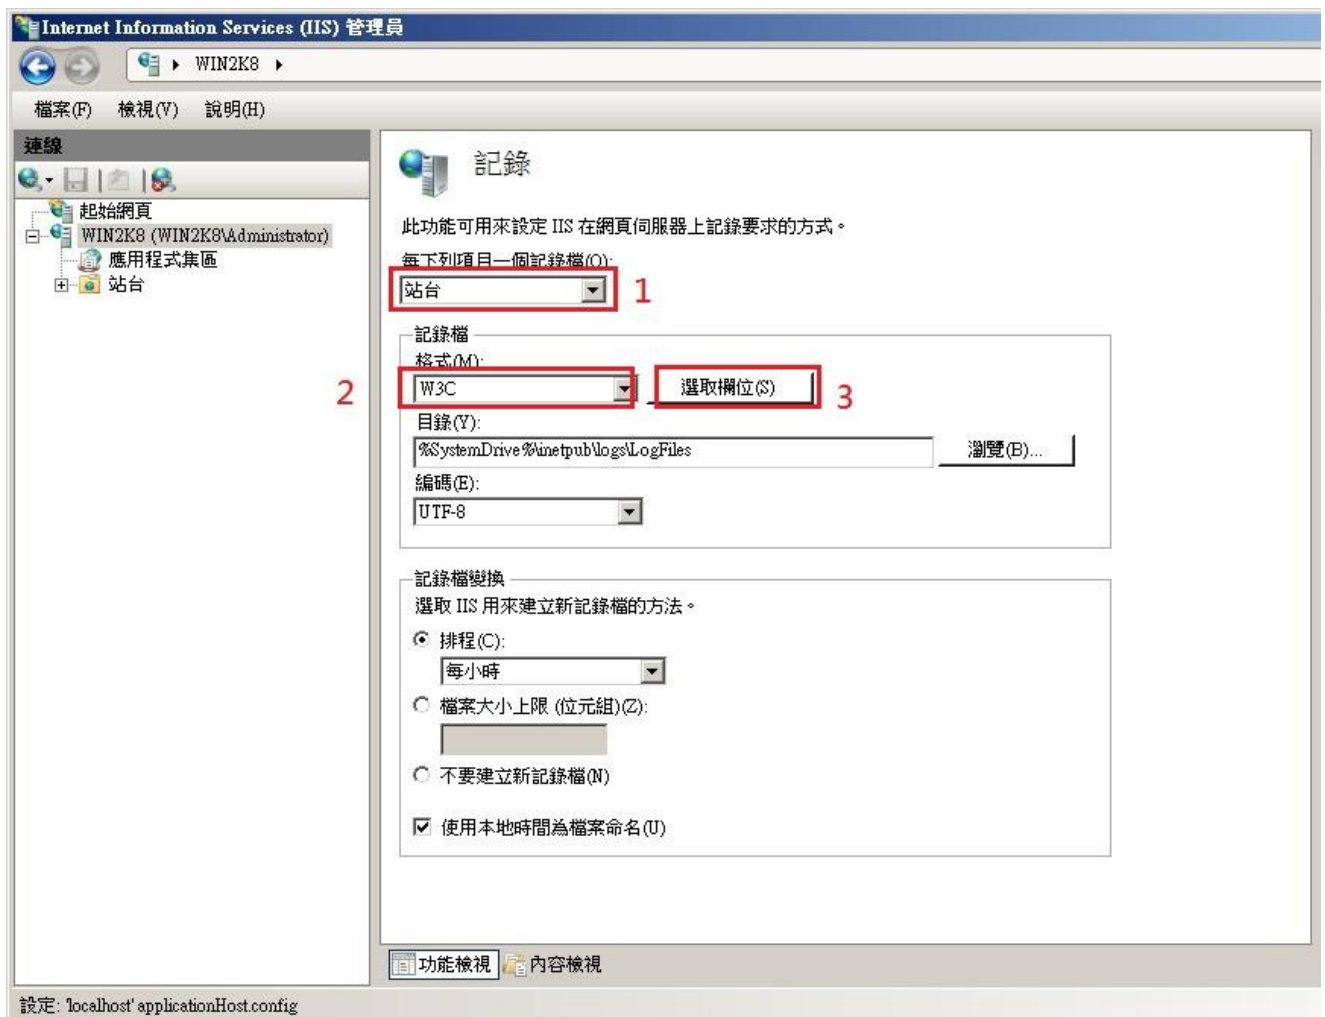 Internet Information Services (IIS) 管理員
WIN2K8
檔案(F) 檢視(V) 說明(H)
連線
起始網頁
WIN2K8 (WIN2K8\Administrator)
應用程式集區
站台
記錄
此功能可用來設定 IIS 在網頁伺服器上記錄要求的方式。
每下列項目一個記錄檔(O):
站台
1
記錄檔
格式(M):
2
W3C
選取欄位(S)
3
目錄(Y):
%SystemDrive%\inetpub\logs\LogFiles
瀏覽(B)...
編碼(E):
UTF-8
記錄檔變換
選取 IIS 用來建立新記錄檔的方法。
排程(C):
每小時
檔案大小上限 (位元組)(Z):
不要建立新記錄檔(N)
使用本地時間為檔案命名(U)
功能檢視
內容檢視
設定: 'localhost' applicationHost.config